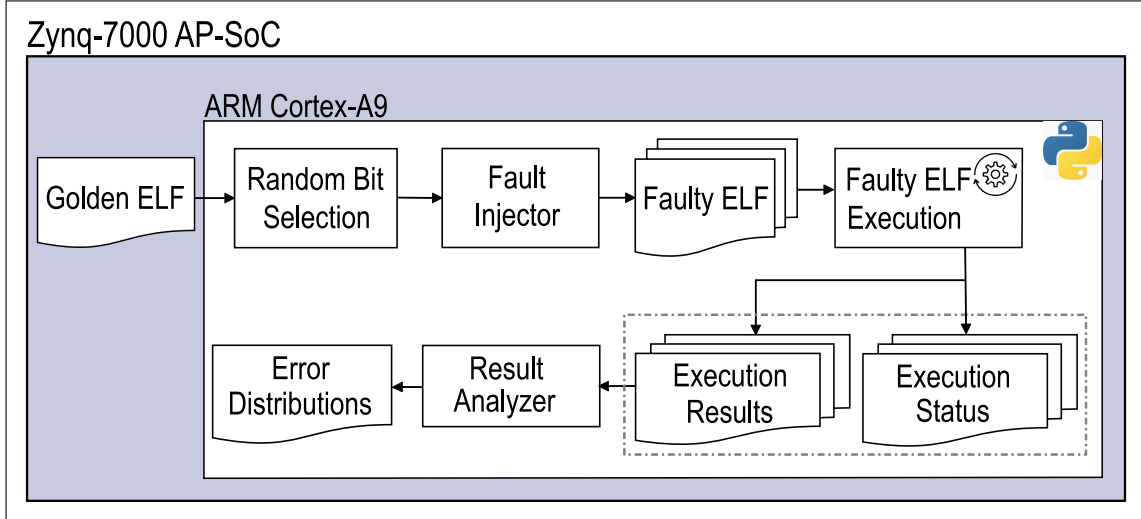 Zynq-7000 AP-SoC
ARM Cortex-A9
Golden ELF
Random Bit
Selection
Fault
Injector
Faulty ELF
Faulty ELF
Execution
Error
Distributions
Result
Analyzer
Execution
Results
Execution
Status